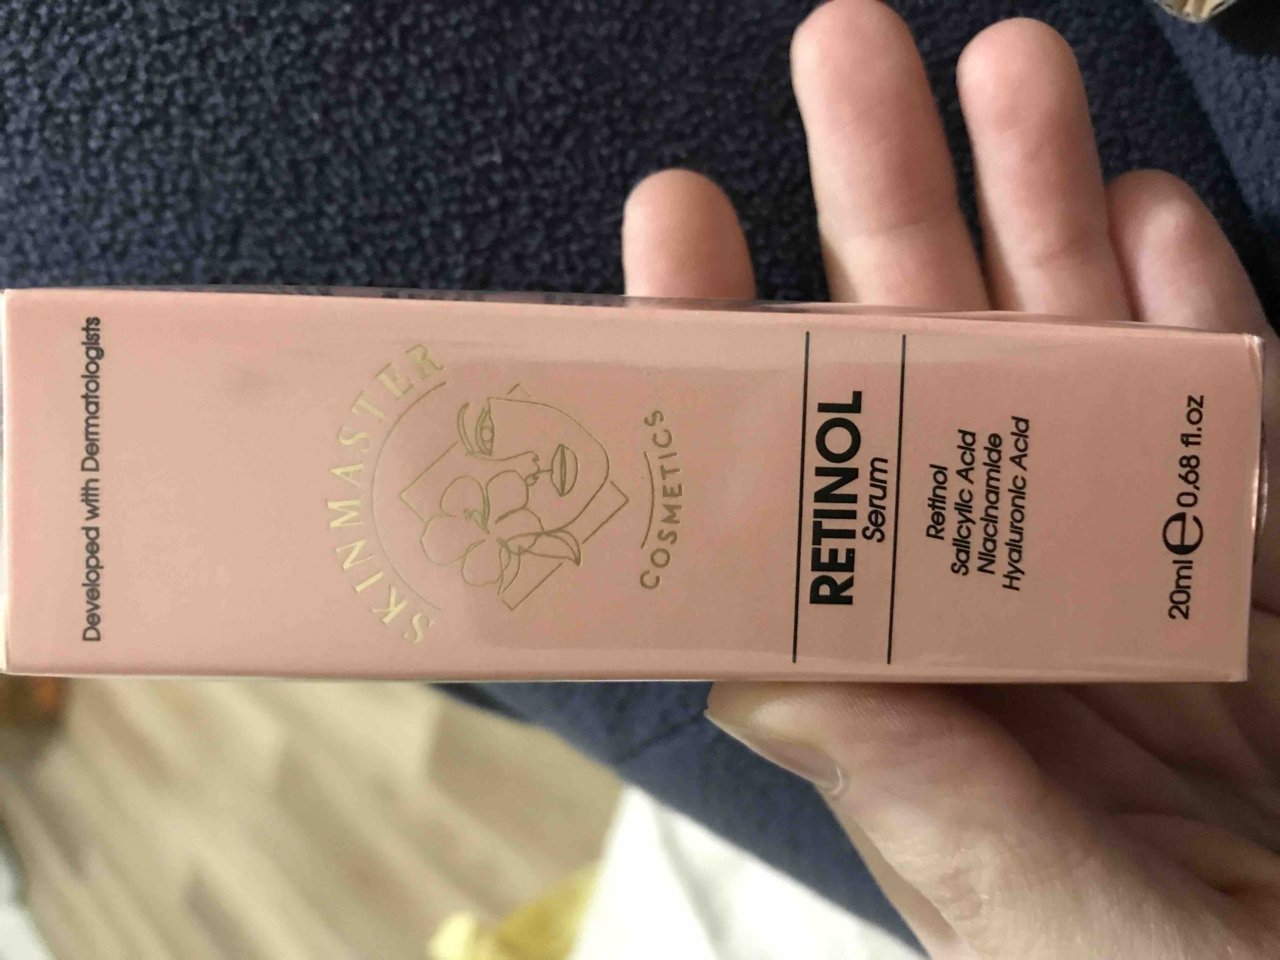 Developed with Dermatologists
SKINMASTER
COSMETICS
RETINOL
Serum
Retinol
Salicylic Acid
Niacinamide
Hyaluronic Acid
20ml e 0,68 fl.oz